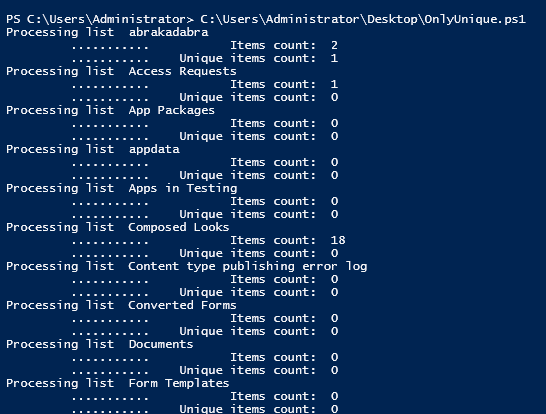 PS C:\Users\Administrator> C:\Users\Administrator\Desktop\OnlyUnique.ps1
Processing list  abrakadabra
........... Items count:  2
........... Unique items count:  1
Processing list  Access Requests
........... Items count:  1
........... Unique items count:  0
Processing list  App Packages
........... Items count:  0
........... Unique items count:  0
Processing list  appdata
........... Items count:  0
........... Unique items count:  0
Processing list  Apps in Testing
........... Items count:  0
........... Unique items count:  0
Processing list  Composed Looks
........... Items count:  18
........... Unique items count:  0
Processing list  Content type publishing error log
........... Items count:  0
........... Unique items count:  0
Processing list  Converted Forms
........... Items count:  0
........... Unique items count:  0
Processing list  Documents
........... Items count:  0
........... Unique items count:  0
Processing list  Form Templates
........... Items count:  0
........... Unique items count:  0